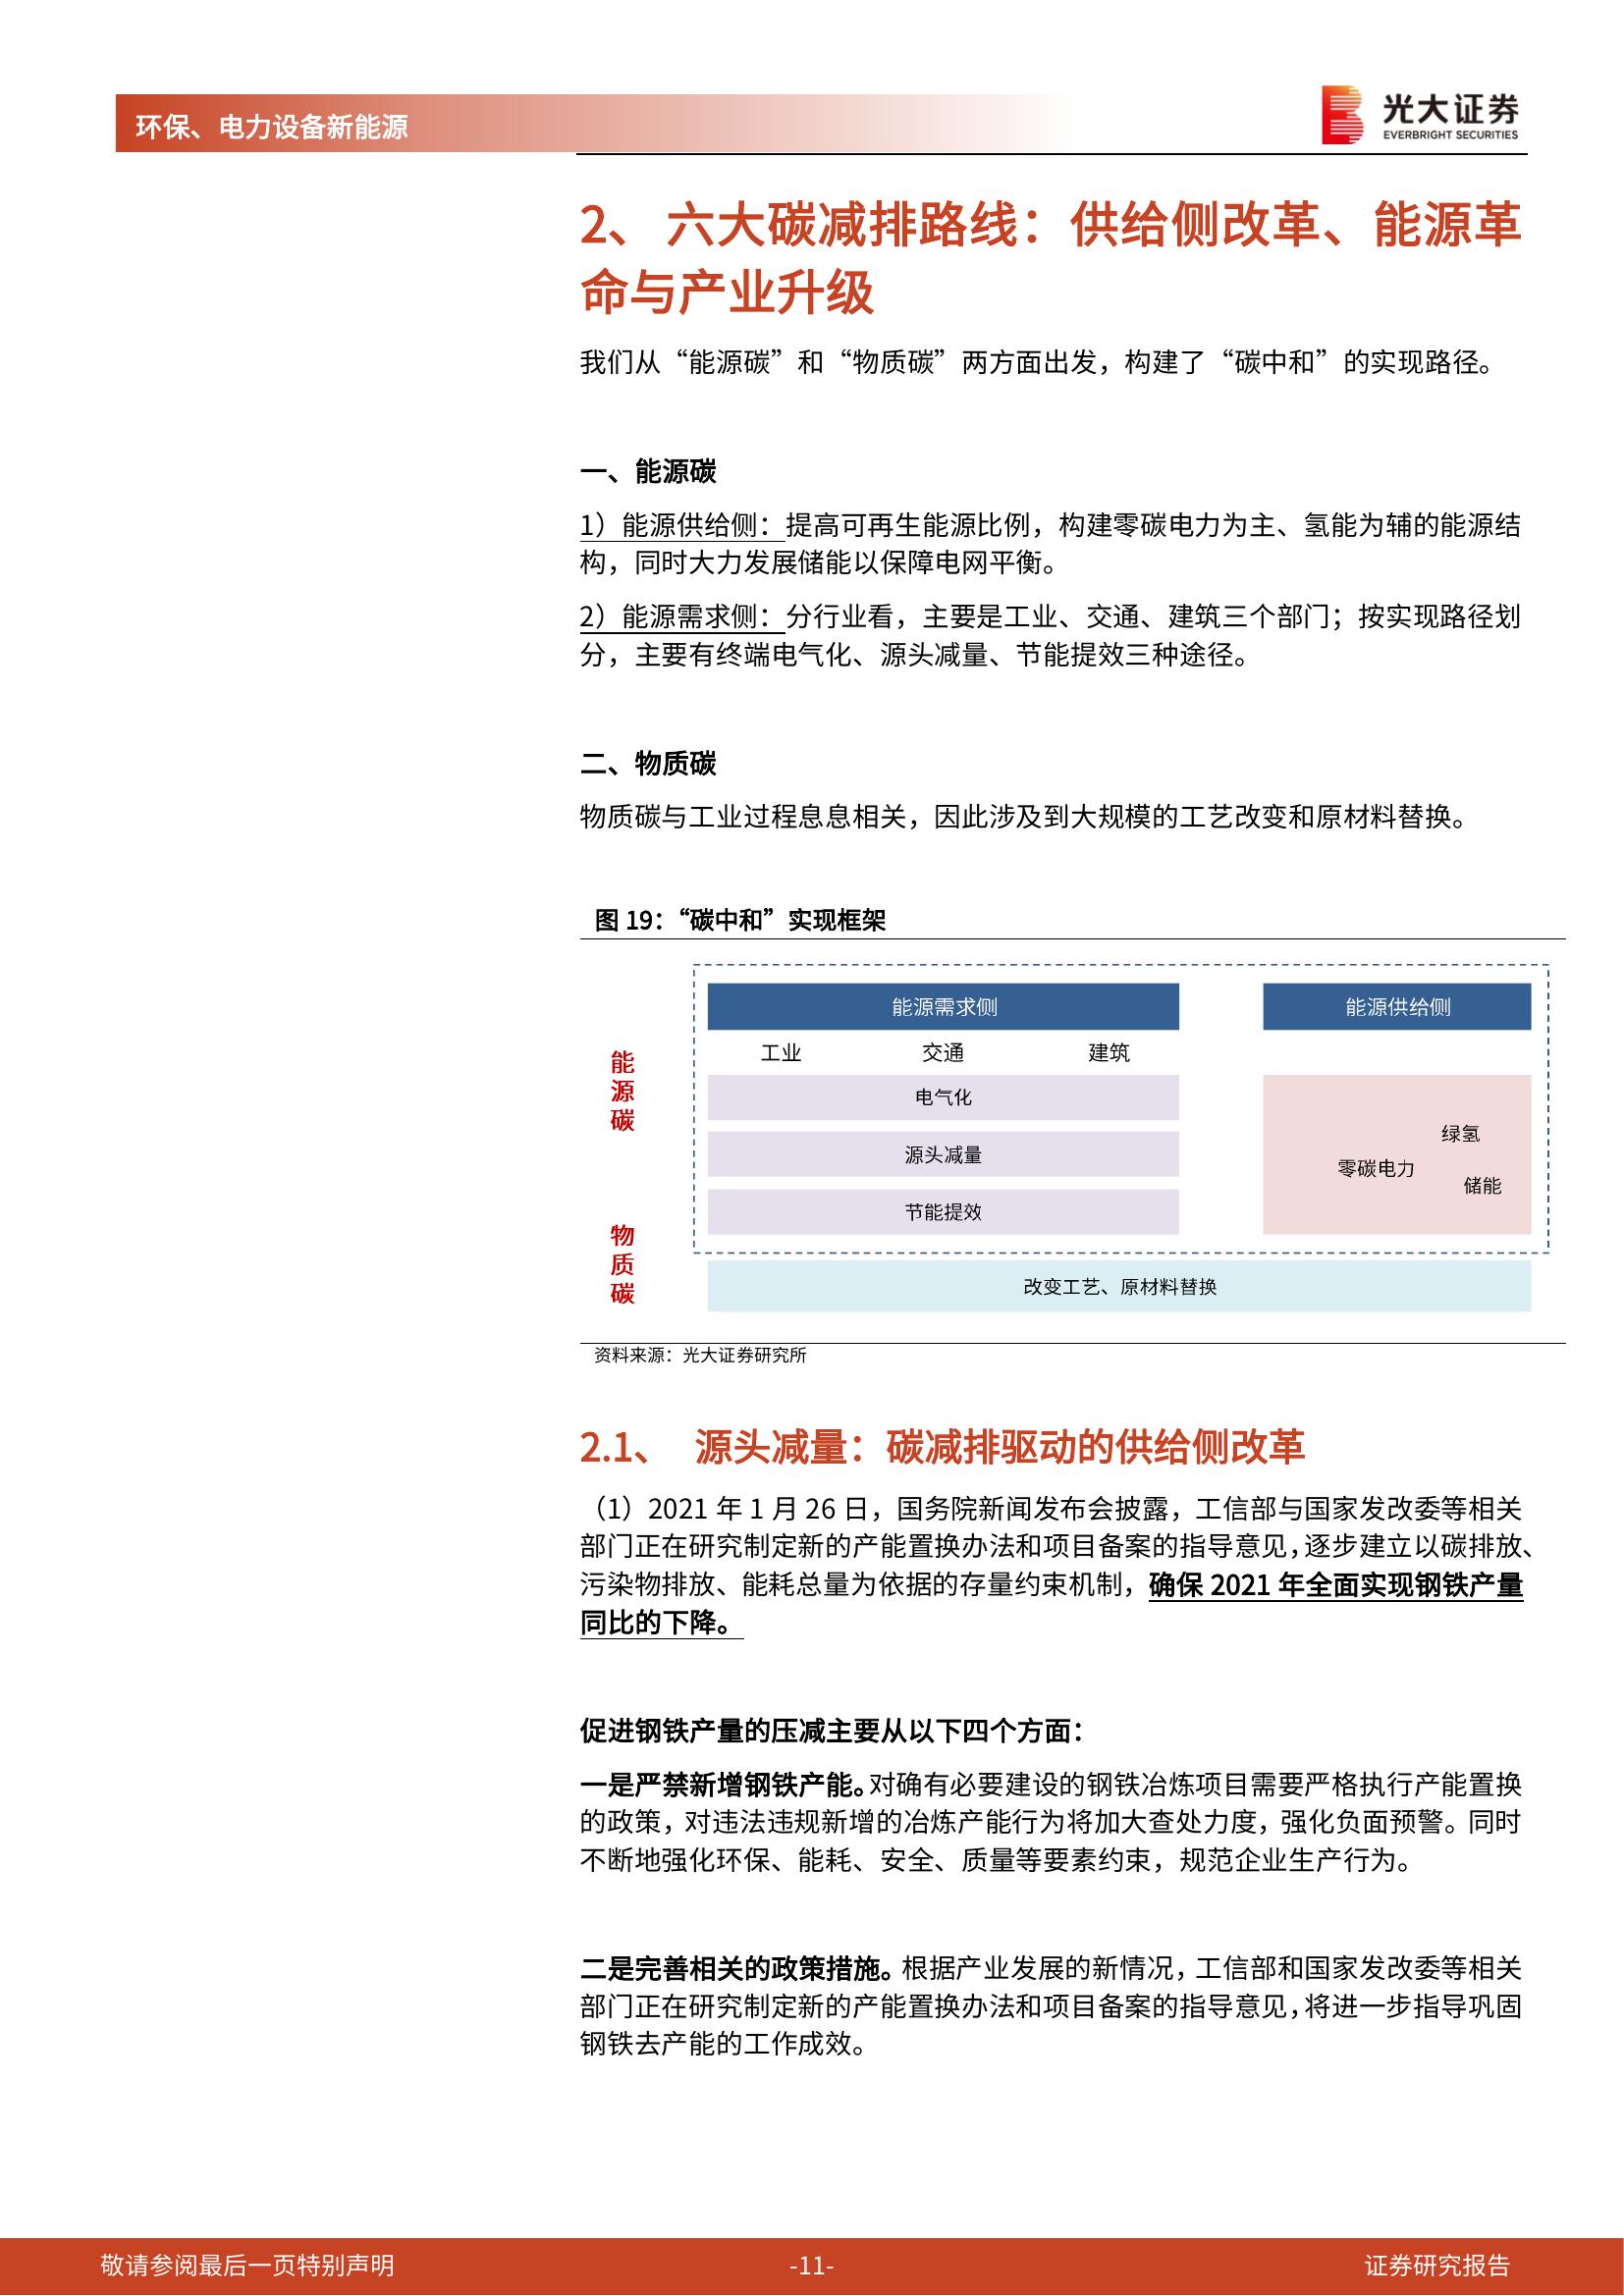 环保、电力设备新能源
光大证券
EVERBRIGHT SECURITIES
2、 六大碳减排路线：供给侧改革、能源革
命与产业升级
我们从“能源碳”和“物质碳”两方面出发，构建了“碳中和”的实现路径。
一、能源碳
1）能源供给侧：提高可再生能源比例，构建零碳电力为主、氢能为辅的能源结
构，同时大力发展储能以保障电网平衡。
2）能源需求侧：分行业看，主要是工业、交通、建筑三个部门；按实现路径划
分，主要有终端电气化、源头减量、节能提效三种途径。
二、物质碳
物质碳与工业过程息息相关，因此涉及到大规模的工艺改变和原材料替换。
图 19：“碳中和”实现框架
能源需求侧 能源供给侧
工业 交通 建筑
能源碳
电气化
源头减量
节能提效
绿氢
零碳电力
储能
物质碳
改变工艺、原材料替换
资料来源：光大证券研究所
2.1、 源头减量：碳减排驱动的供给侧改革
（1）2021 年 1 月 26 日，国务院新闻发布会披露，工信部与国家发改委等相关
部门正在研究制定新的产能置换办法和项目备案的指导意见，逐步建立以碳排放、
污染物排放、能耗总量为依据的存量约束机制，确保 2021 年全面实现钢铁产量
同比的下降。
促进钢铁产量的压减主要从以下四个方面：
一是严禁新增钢铁产能。对确有必要建设的钢铁冶炼项目需要严格执行产能置换
的政策，对违法违规新增的冶炼产能行为将加大查处力度，强化负面预警。同时
不断地强化环保、能耗、安全、质量等要素约束，规范企业生产行为。
二是完善相关的政策措施。根据产业发展的新情况，工信部和国家发改委等相关
部门正在研究制定新的产能置换办法和项目备案的指导意见，将进一步指导巩固
钢铁去产能的工作成效。
敬请参阅最后一页特别声明 -11- 证券研究报告